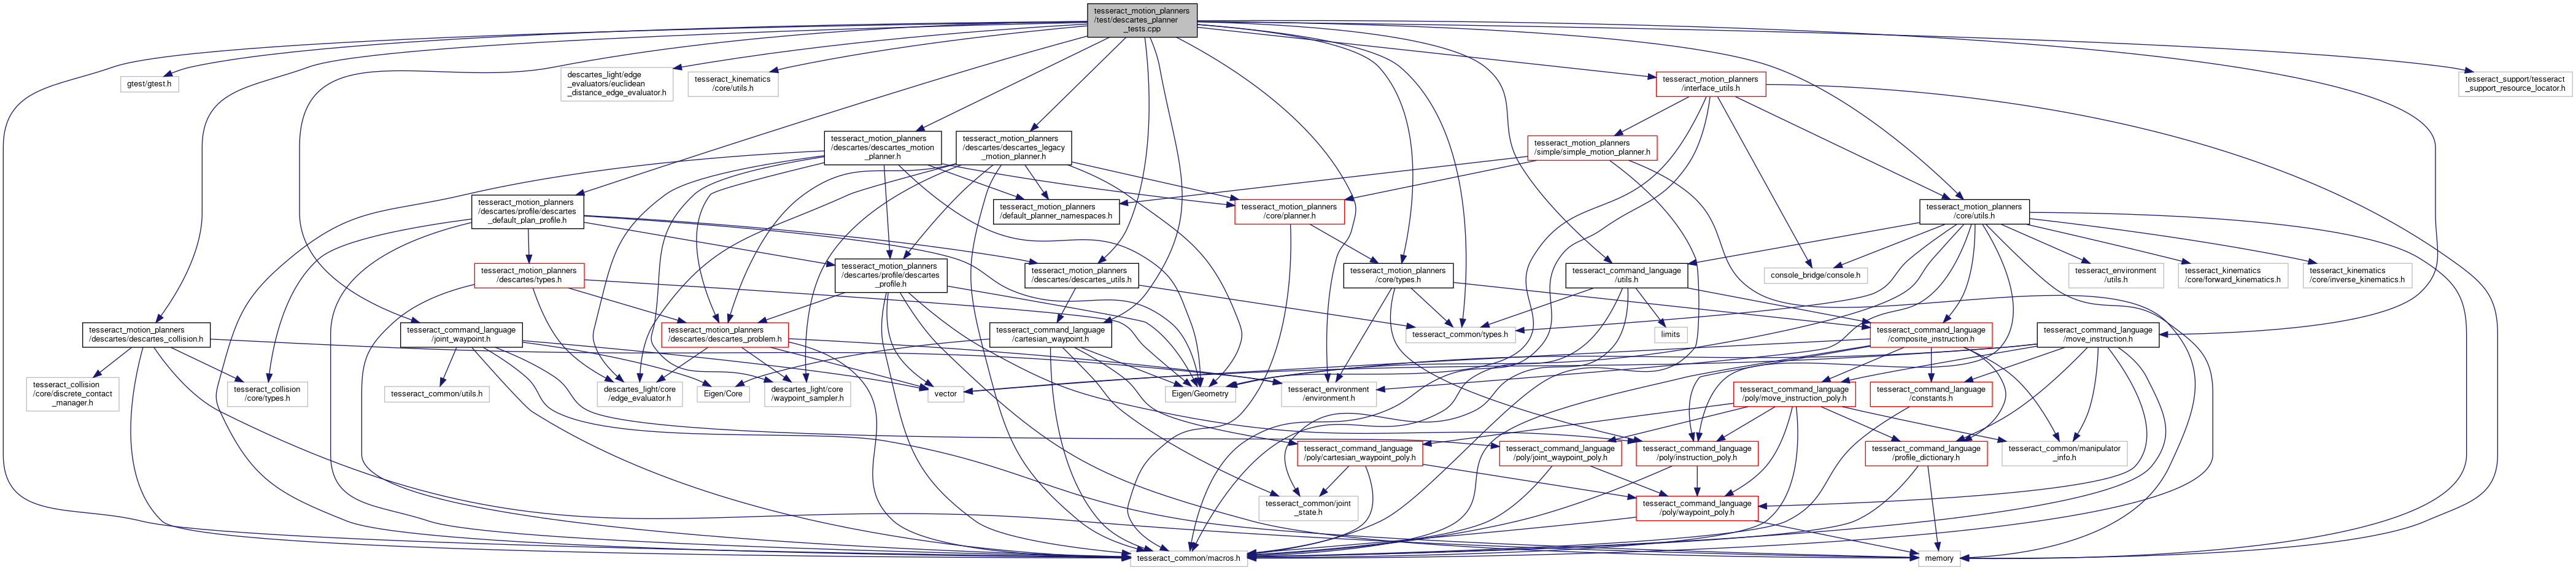 tesseract_motion_planners
/test/descartes_planner
_tests.cpp
gtest/gtest.h
descartes_light/edge
_evaluators/euclidean
_distance_edge_evaluator.h
tesseract_kinematics
/core/utils.h
tesseract_motion_planners
/interface_utils.h
tesseract_support/tesseract
_support_resource_locator.h
tesseract_motion_planners
/descartes/descartes_motion
_planner.h
tesseract_motion_planners
/descartes/descartes_legacy
_motion_planner.h
tesseract_motion_planners
/simple/simple_motion_planner.h
tesseract_motion_planners
/descartes/profile/descartes
_default_plan_profile.h
tesseract_motion_planners
/default_planner_namespaces.h
tesseract_motion_planners
/core/planner.h
tesseract_motion_planners
/core/utils.h
tesseract_motion_planners
/descartes/types.h
tesseract_motion_planners
/descartes/profile/descartes
_profile.h
tesseract_motion_planners
/descartes/descartes_utils.h
tesseract_motion_planners
/core/types.h
tesseract_command_language
/utils.h
console_bridge/console.h
tesseract_environment
/utils.h
tesseract_kinematics
/core/forward_kinematics.h
tesseract_kinematics
/core/inverse_kinematics.h
tesseract_motion_planners
/descartes/descartes_collision.h
tesseract_command_language
/joint_waypoint.h
tesseract_motion_planners
/descartes/descartes_problem.h
tesseract_command_language
/cartesian_waypoint.h
tesseract_common/types.h
limits
tesseract_command_language
/composite_instruction.h
tesseract_command_language
/move_instruction.h
tesseract_collision
/core/discrete_contact
_manager.h
tesseract_collision
/core/types.h
tesseract_common/utils.h
descartes_light/core
/edge_evaluator.h
Eigen/Core
descartes_light/core
/waypoint_sampler.h
vector
Eigen/Geometry
tesseract_environment
/environment.h
tesseract_command_language
/poly/move_instruction_poly.h
tesseract_command_language
/constants.h
tesseract_command_language
/poly/cartesian_waypoint_poly.h
tesseract_command_language
/poly/joint_waypoint_poly.h
tesseract_command_language
/poly/instruction_poly.h
tesseract_command_language
/profile_dictionary.h
tesseract_common/manipulator
_info.h
tesseract_common/joint
_state.h
tesseract_command_language
/poly/waypoint_poly.h
tesseract_common/macros.h
memory